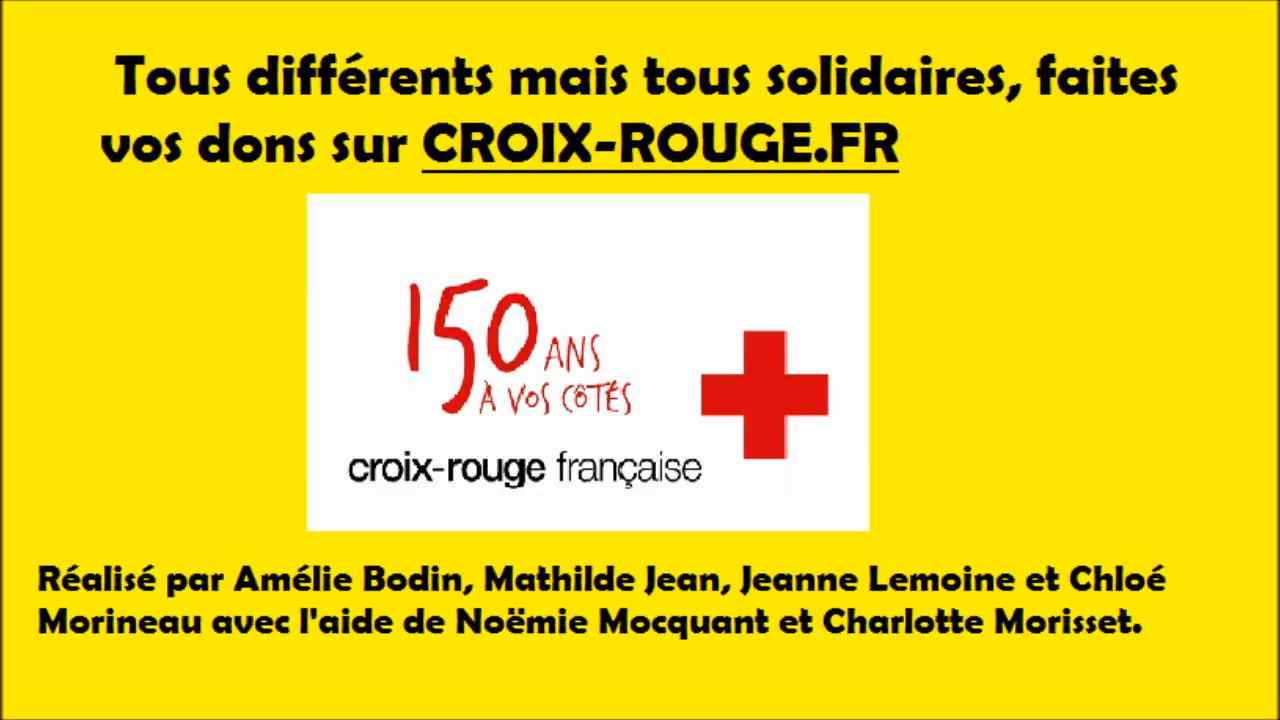 Tous différents mais tous solidaires, faites
vos dons sur CROIX-ROUGE.FR
150 ANS
À VOS CÔTÉS
croix-rouge française
Réalisé par Amélie Bodin, Mathilde Jean, Jeanne Lemoine et Chloé
Morineau avec l'aide de Noëmie Mocquant et Charlotte Morisset.